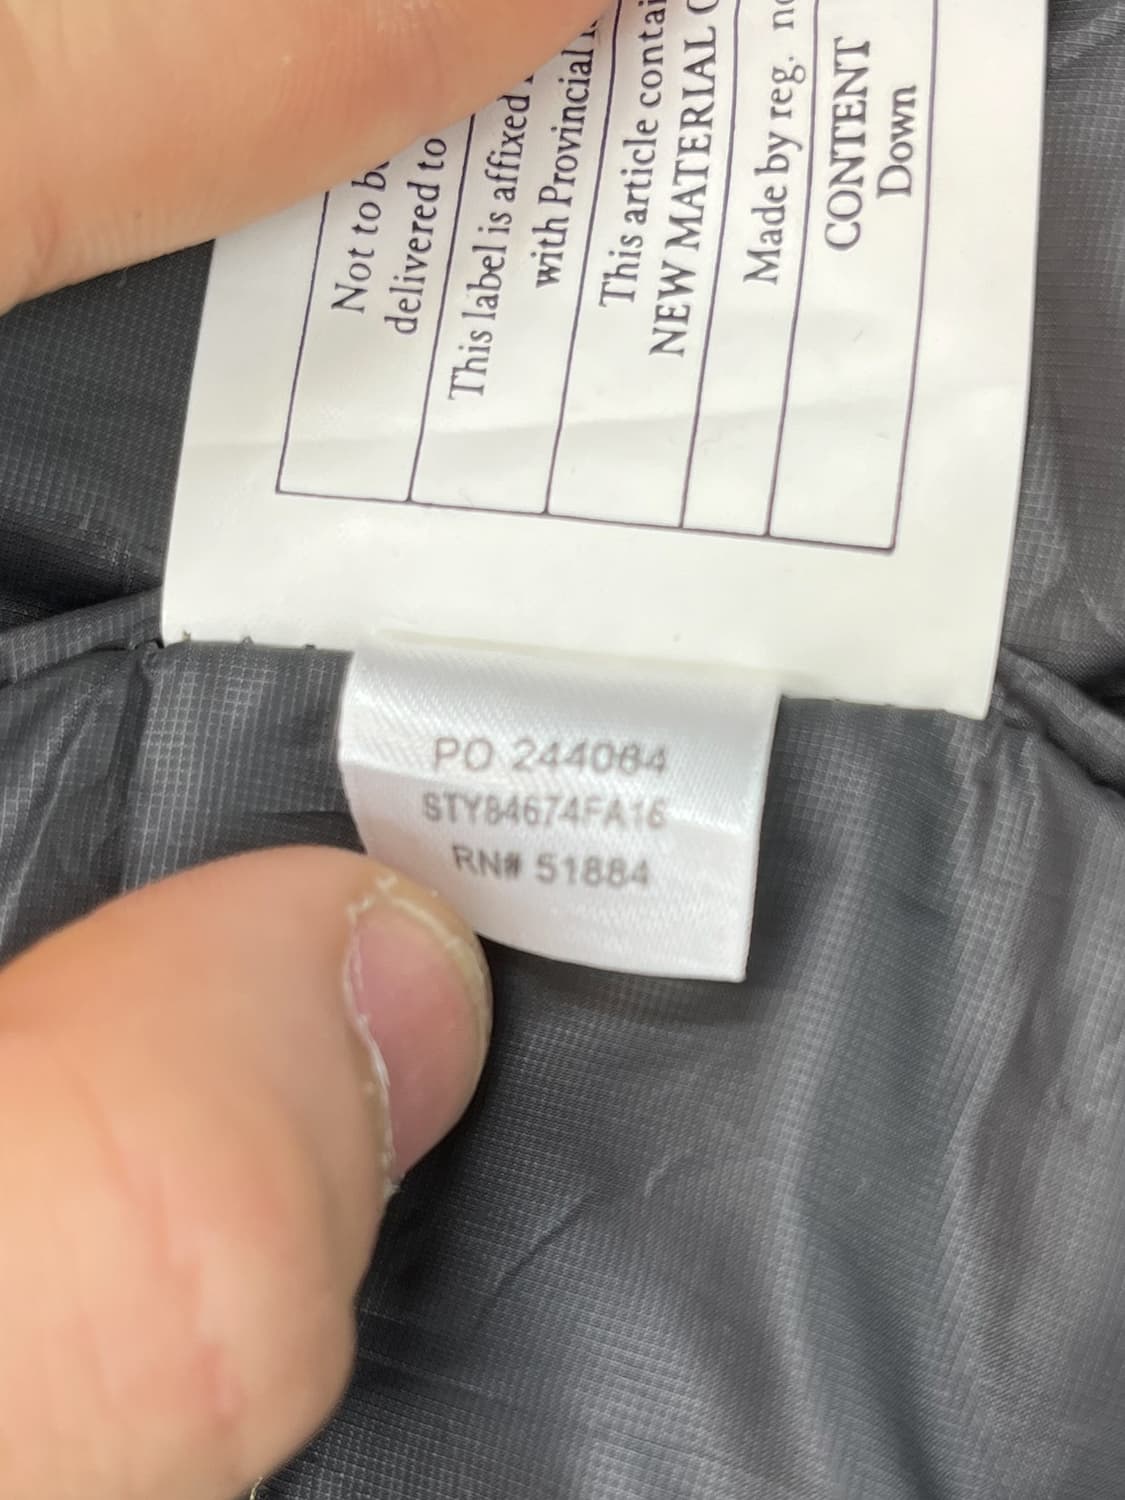 Not to b
delivered to
This label is affixed
with Provincial
This article contai
NEW MATERIAL
Made by reg. no
CONTENT
Down
PO 244084
STY84674FA16
RN# 51884